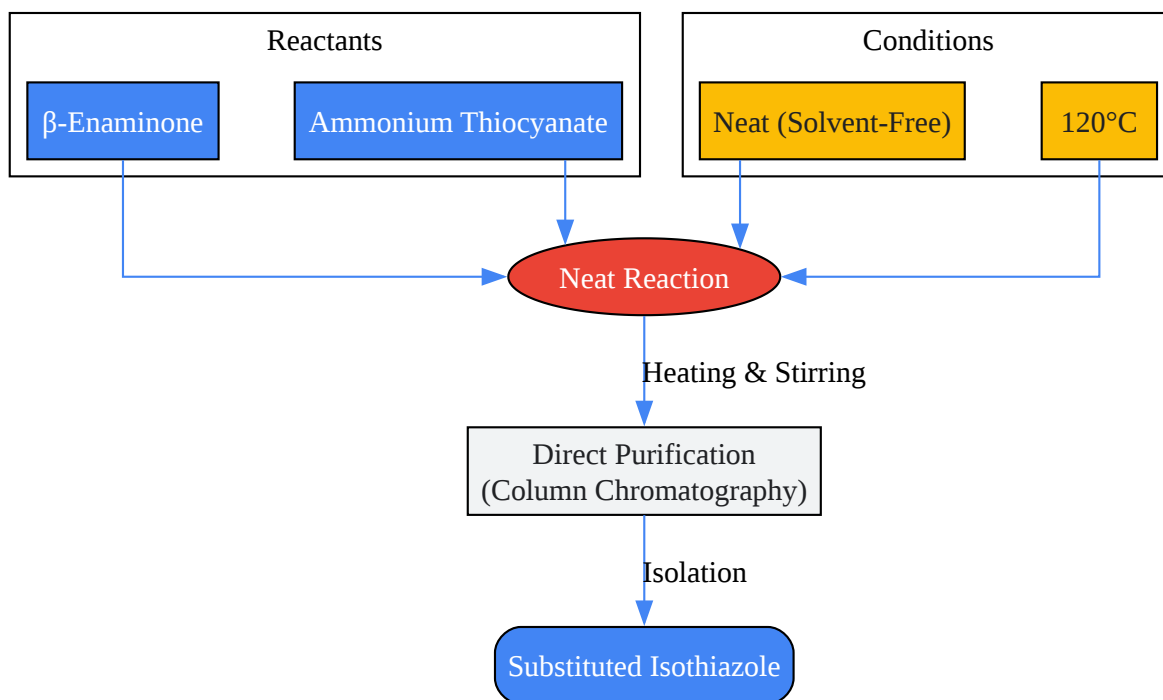 Reactants
Conditions
β-Enaminone
Ammonium Thiocyanate
Neat (Solvent-Free)
120°C
Neat Reaction
Heating & Stirring
Direct Purification
(Column Chromatography)
Isolation
Substituted Isothiazole